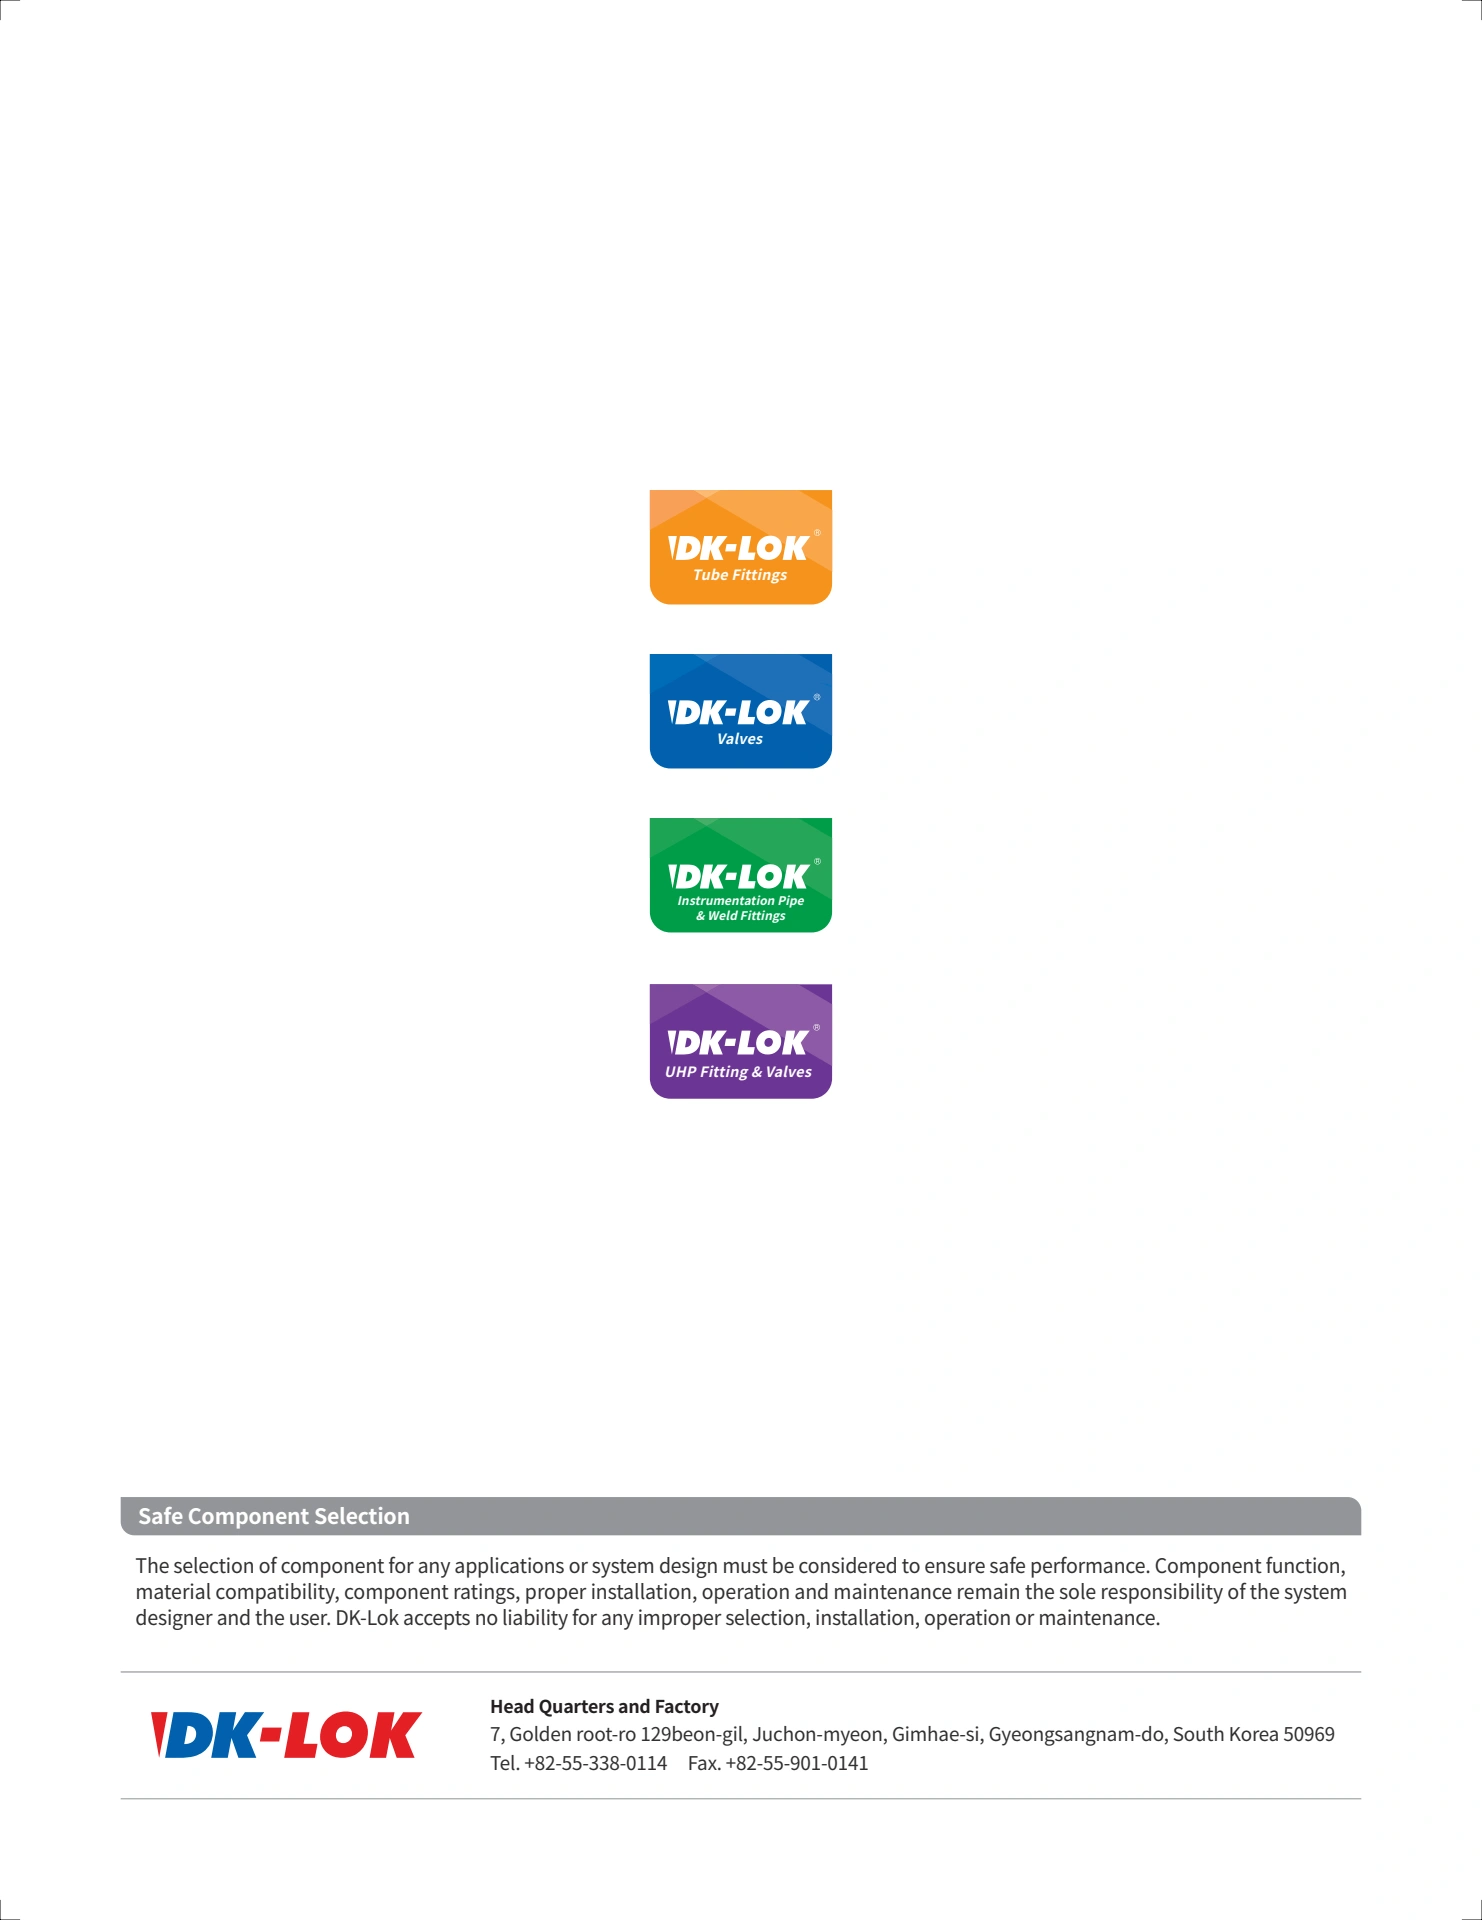 DK-LOK®
Tube Fittings
DK-LOK®
Valves
DK-LOK®
Instrumentation Pipe
& Weld Fittings
DK-LOK®
UHP Fitting & Valves
Safe Component Selection
The selection of component for any applications or system design must be considered to ensure safe performance. Component function,
material compatibility, component ratings, proper installation, operation and maintenance remain the sole responsibility of the system
designer and the user. DK-Lok accepts no liability for any improper selection, installation, operation or maintenance.
DK-LOK
Head Quarters and Factory
7, Golden root-ro 129beon-gil, Juchon-myeon, Gimhae-si, Gyeongsangnam-do, South Korea 50969
Tel. +82-55-338-0114 Fax. +82-55-901-0141